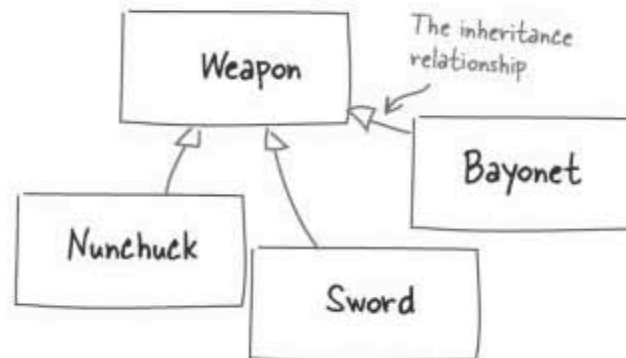 Weapon
The inheritance
relationship
Bayonet
Nunchuck
Sword